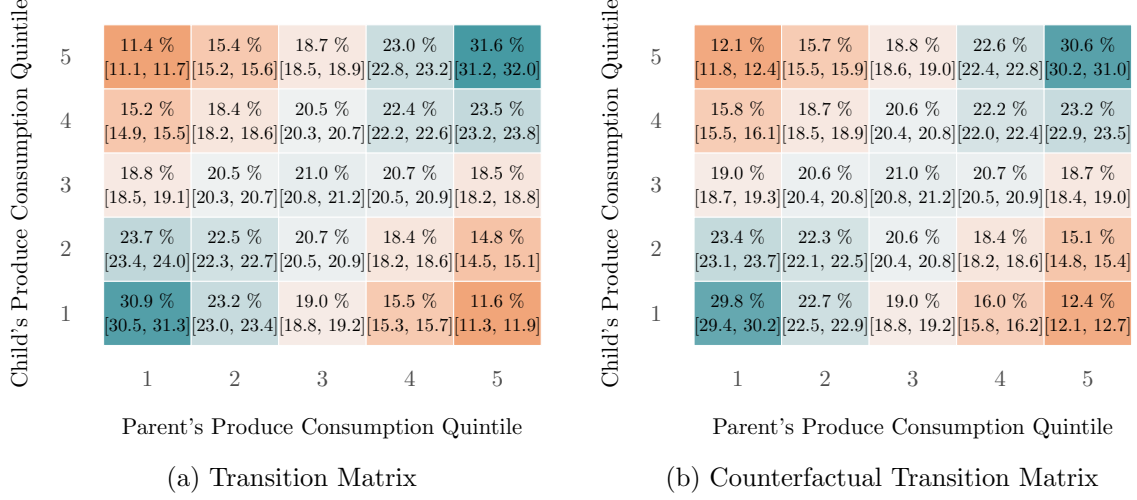 Child's Produce Consumption Quintile
5
11.4 % 15.4 % 18.7 % 23.0 % 31.6 %
[11.1, 11.7] [15.2, 15.6] [18.5, 18.9] [22.8, 23.2] [31.2, 32.0]
4
15.2 % 18.4 % 20.5 % 22.4 % 23.5 %
[14.9, 15.5] [18.2, 18.6] [20.3, 20.7] [22.2, 22.6] [23.2, 23.8]
3
18.8 % 20.5 % 21.0 % 20.7 % 18.5 %
[18.5, 19.1] [20.3, 20.7] [20.8, 21.2] [20.5, 20.9] [18.2, 18.8]
2
23.7 % 22.5 % 20.7 % 18.4 % 14.8 %
[23.4, 24.0] [22.3, 22.7] [20.5, 20.9] [18.2, 18.6] [14.5, 15.1]
1
30.9 % 23.2 % 19.0 % 15.5 % 11.6 %
[30.5, 31.3] [23.0, 23.4] [18.8, 19.2] [15.3, 15.7] [11.3, 11.9]
1 2 3 4 5
Parent's Produce Consumption Quintile
(a) Transition Matrix
Child's Produce Consumption Quintile
5
12.1 % 15.7 % 18.8 % 22.6 % 30.6 %
[11.8, 12.4] [15.5, 15.9] [18.6, 19.0] [22.4, 22.8] [30.2, 31.0]
4
15.8 % 18.7 % 20.6 % 22.2 % 23.2 %
[15.5, 16.1] [18.5, 18.9] [20.4, 20.8] [22.0, 22.4] [22.9, 23.5]
3
19.0 % 20.6 % 21.0 % 20.7 % 18.7 %
[18.7, 19.3] [20.4, 20.8] [20.8, 21.2] [20.5, 20.9] [18.4, 19.0]
2
23.4 % 22.3 % 20.6 % 18.4 % 15.1 %
[23.1, 23.7] [22.1, 22.5] [20.4, 20.8] [18.2, 18.6] [14.8, 15.4]
1
29.8 % 22.7 % 19.0 % 16.0 % 12.4 %
[29.4, 30.2] [22.5, 22.9] [18.8, 19.2] [15.8, 16.2] [12.1, 12.7]
1 2 3 4 5
Parent's Produce Consumption Quintile
(b) Counterfactual Transition Matrix